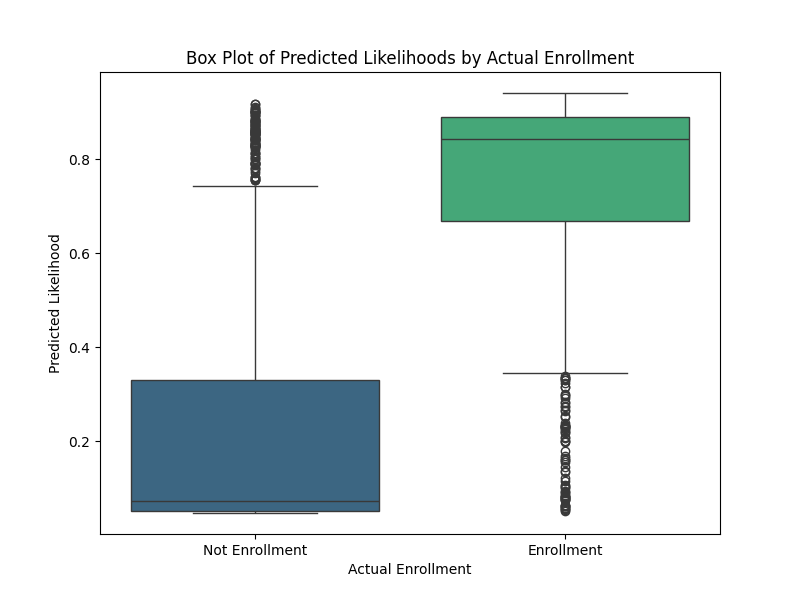 Box Plot of Predicted Likelihoods by Actual Enrollment
Predicted Likelihood
0.8
0.6
0.4
0.2
Not Enrollment
Enrollment
Actual Enrollment